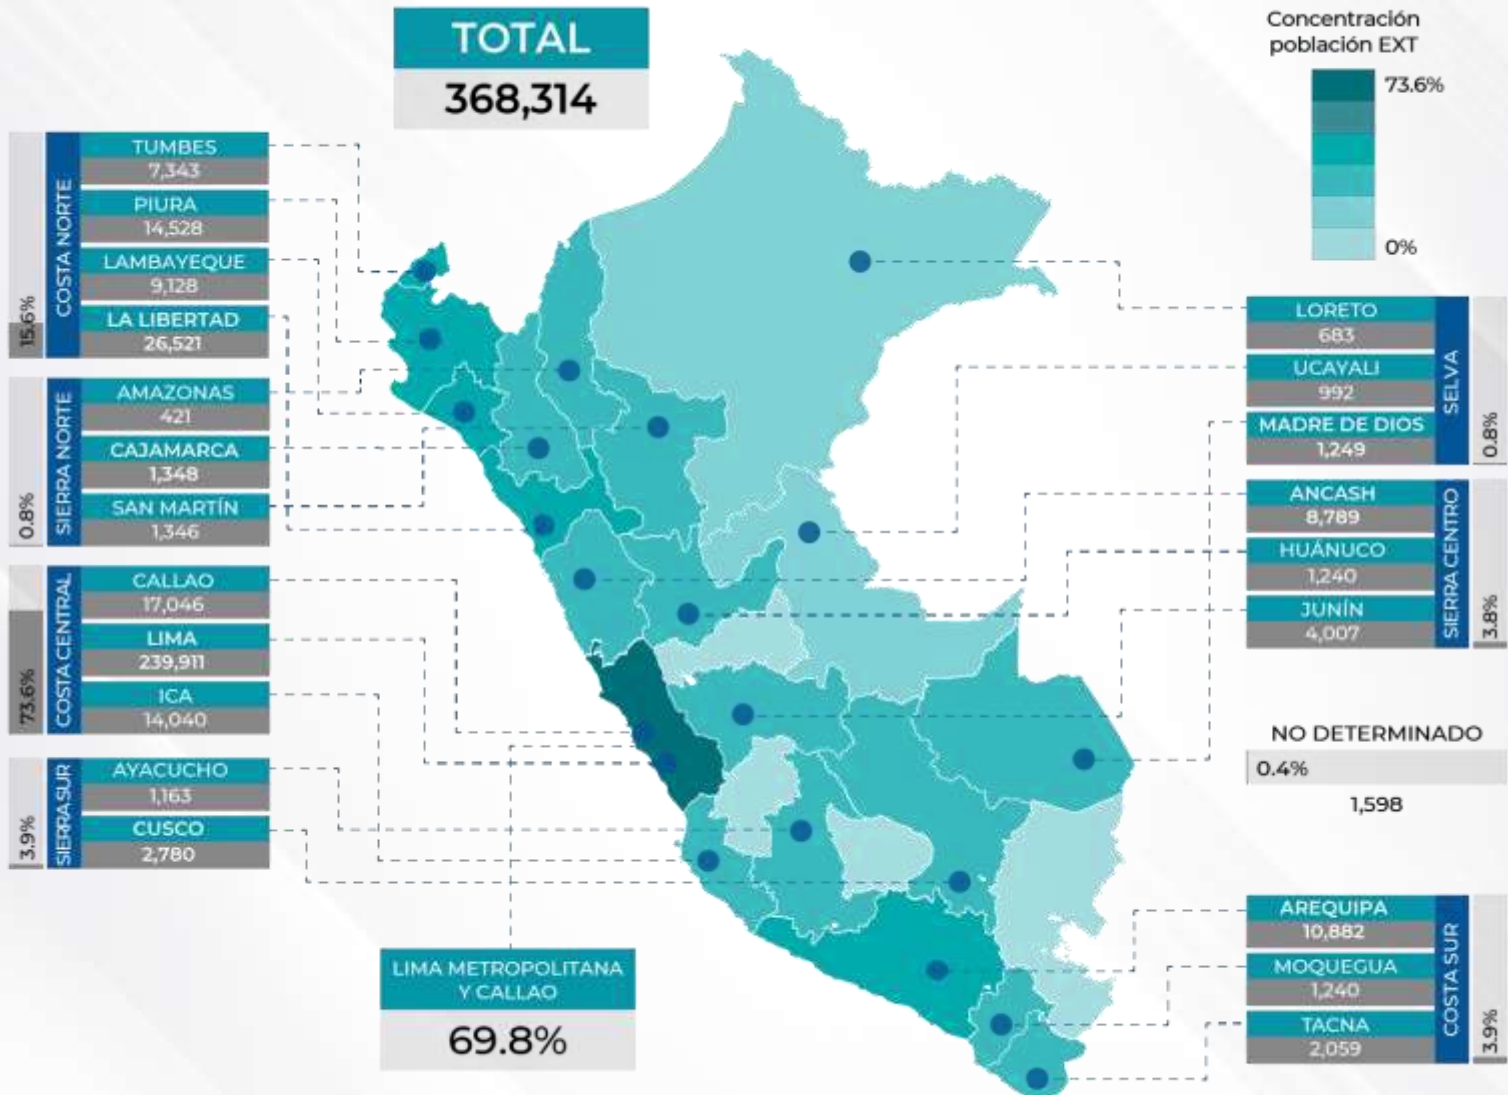 TOTAL
368,314
Concentración
población EXT
73.6%
0%
COSTA NORTE
15.6%
TUMBES
7,343
PIURA
14,528
LAMBAYEQUE
9,128
LA LIBERTAD
26,521
SIERRA NORTE
0.8%
AMAZONAS
421
CAJAMARCA
1,348
SAN MARTÍN
1,346
COSTA CENTRAL
73.6%
CALLAO
17,046
LIMA
239,911
ICA
14,040
SIERRA SUR
3.9%
AYACUCHO
1,163
CUSCO
2,780
LIMA METROPOLITANA
Y CALLAO
69.8%
LORETO
683
UCAYALI
992
MADRE DE DIOS
1,249
SELVA
0.8%
ANCASH
8,789
HUÁNUCO
1,240
JUNÍN
4,007
SIERRA CENTRO
3.8%
NO DETERMINADO
0.4%
1,598
AREQUIPA
10,882
MOQUEGUA
1,240
TACNA
2,059
COSTA SUR
3.9%